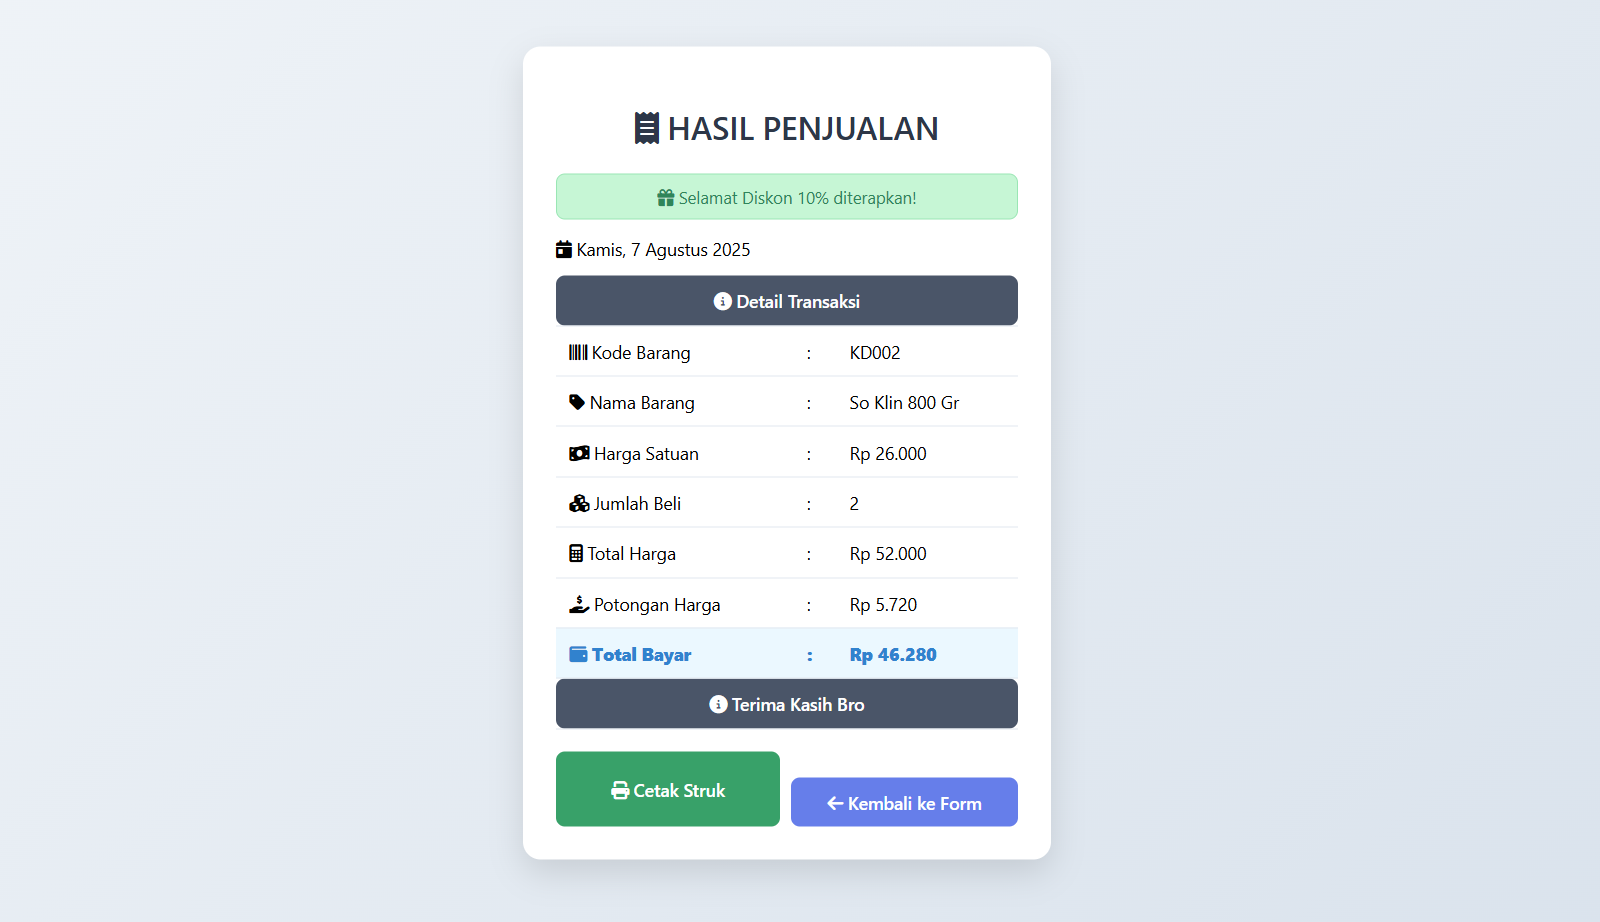 HASIL PENJUALAN
Selamat Diskon 10% diterapkan!
Kamis, 7 Agustus 2025
Detail Transaksi
Kode Barang : KD002
Nama Barang : So Klin 800 Gr
Harga Satuan : Rp 26.000
Jumlah Beli : 2
Total Harga : Rp 52.000
Potongan Harga : Rp 5.720
Total Bayar : Rp 46.280
Terima Kasih Bro
Cetak Struk
Kembali ke Form